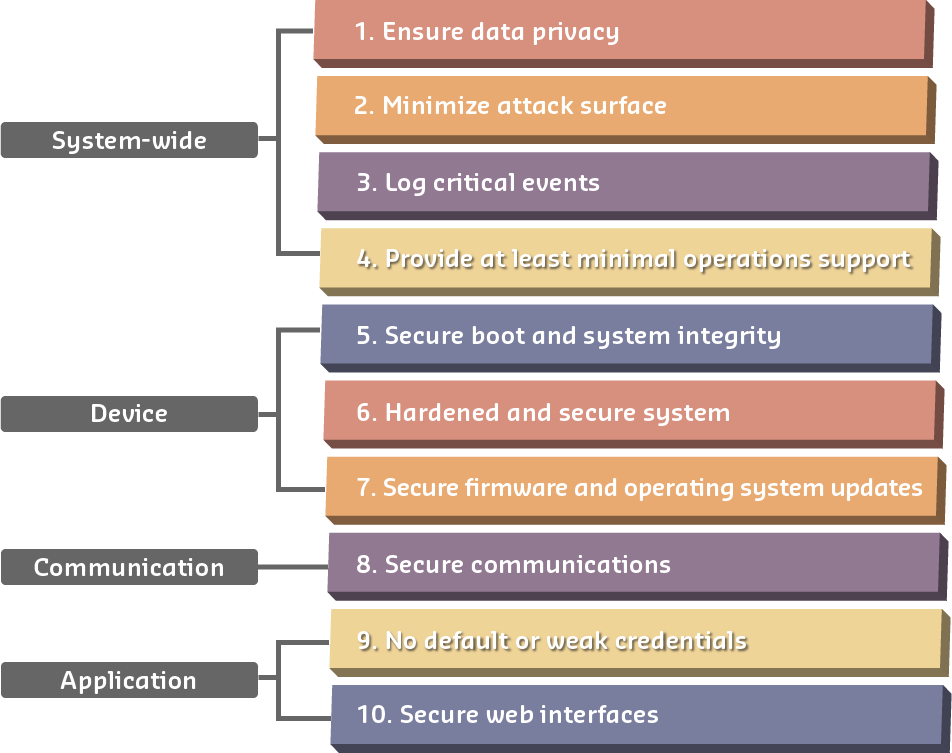 1. Ensure data privacy
2. Minimize attack surface
System-wide
3. Log critical events
4. Provide at least minimal operations support
5. Secure boot and system integrity
Device
6. Hardened and secure system
7. Secure firmware and operating system updates
Communication
8. Secure communications
9. No default or weak credentials
Application
10. Secure web interfaces